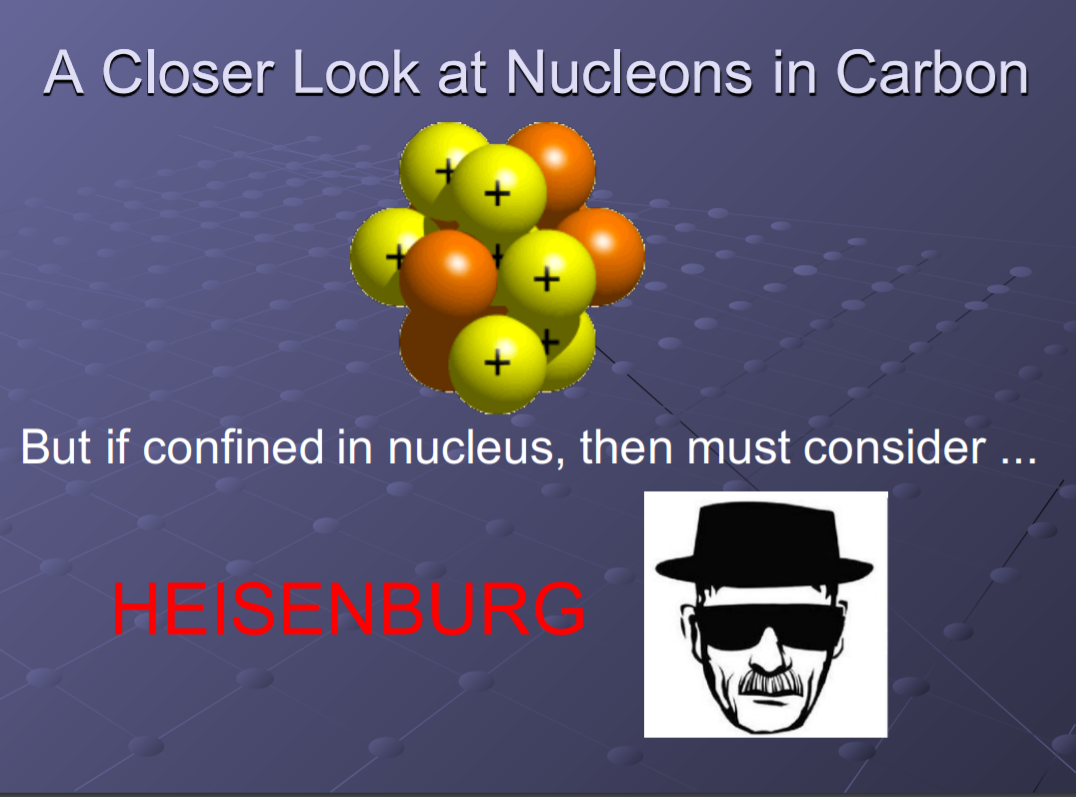 A Closer Look at Nucleons in Carbon
+
+
+
+
+
+
+
But if confined in nucleus, then must consider ...
HEISENBURG